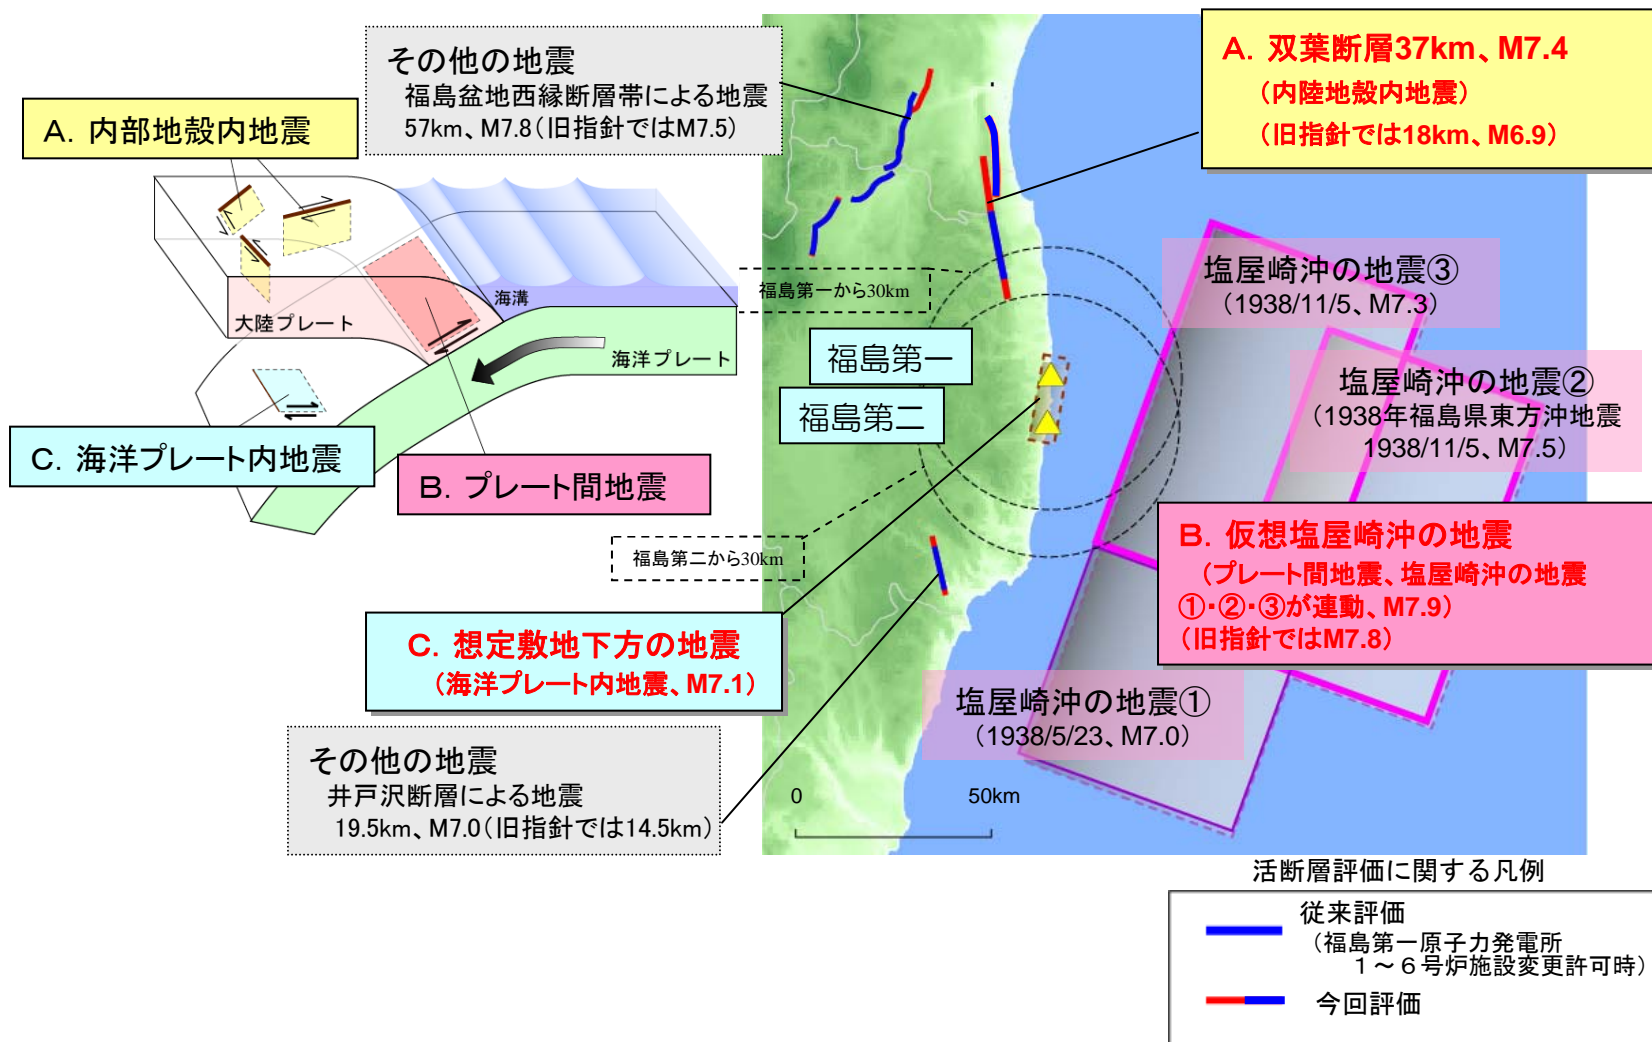 その他の地震
福島盆地西縁断層帯による地震
57km、M7.8(旧指針ではM7.5)
A. 双葉断層37km、M7.4
(内陸地殻内地震)
(旧指針では18km、M6.9)
A. 内部地殻内地震
海溝
大陸プレート
海洋プレート
C. 海洋プレート内地震
B. プレート間地震
福島第一から30km
福島第一
福島第二
福島第二から30km
塩屋崎沖の地震③
(1938/11/5、M7.3)
塩屋崎沖の地震②
(1938年福島県東方沖地震
1938/11/5、M7.5)
B. 仮想塩屋崎沖の地震
(プレート間地震、塩屋崎沖の地震
①・②・③が連動、M7.9)
(旧指針ではM7.8)
C. 想定敷地下方の地震
(海洋プレート内地震、M7.1)
塩屋崎沖の地震①
(1938/5/23、M7.0)
その他の地震
井戸沢断層による地震
19.5km、M7.0(旧指針では14.5km)
0 50km
活断層評価に関する凡例
従来評価
(福島第一原子力発電所
1~6号炉施設変更許可時)
今回評価